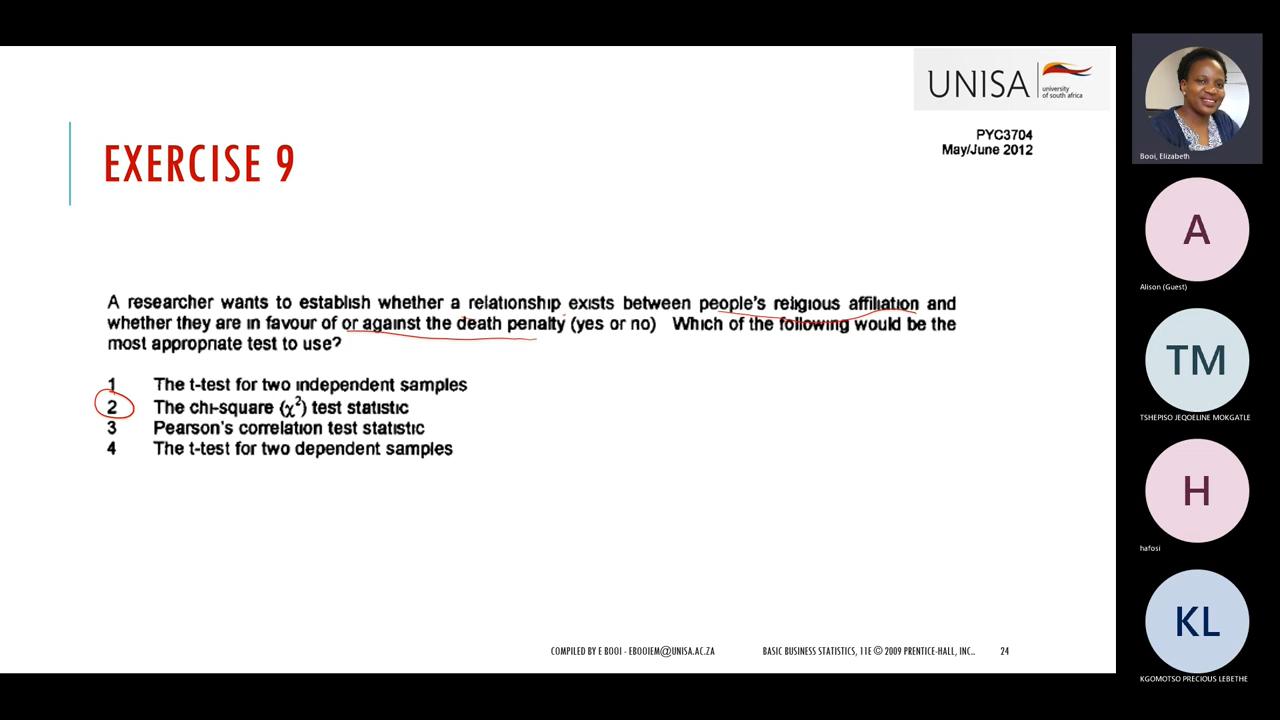 UNISA
university
of south africa
PYC3704
May/June 2012
EXERCISE 9
A researcher wants to establish whether a relationship exists between people's religious affiliation and
whether they are in favour of or against the death penalty (yes or no) Which of the following would be the
most appropriate test to use?
1 The t-test for two independent samples
2 The chi-square (χ²) test statistic
3 Pearson's correlation test statistic
4 The t-test for two dependent samples
COMPILED BY E BOOI - EBOOIEM@UNISA.AC.ZA BASIC BUSINESS STATISTICS, 11E © 2009 PRENTICE-HALL, INC.. 24
Booi, Elizabeth
A
Alison (Guest)
TM
TSHEPISO JEQOELINE MOKGATLE
H
hafosi
KL
KGOMOTSO PRECIOUS LEBETHE